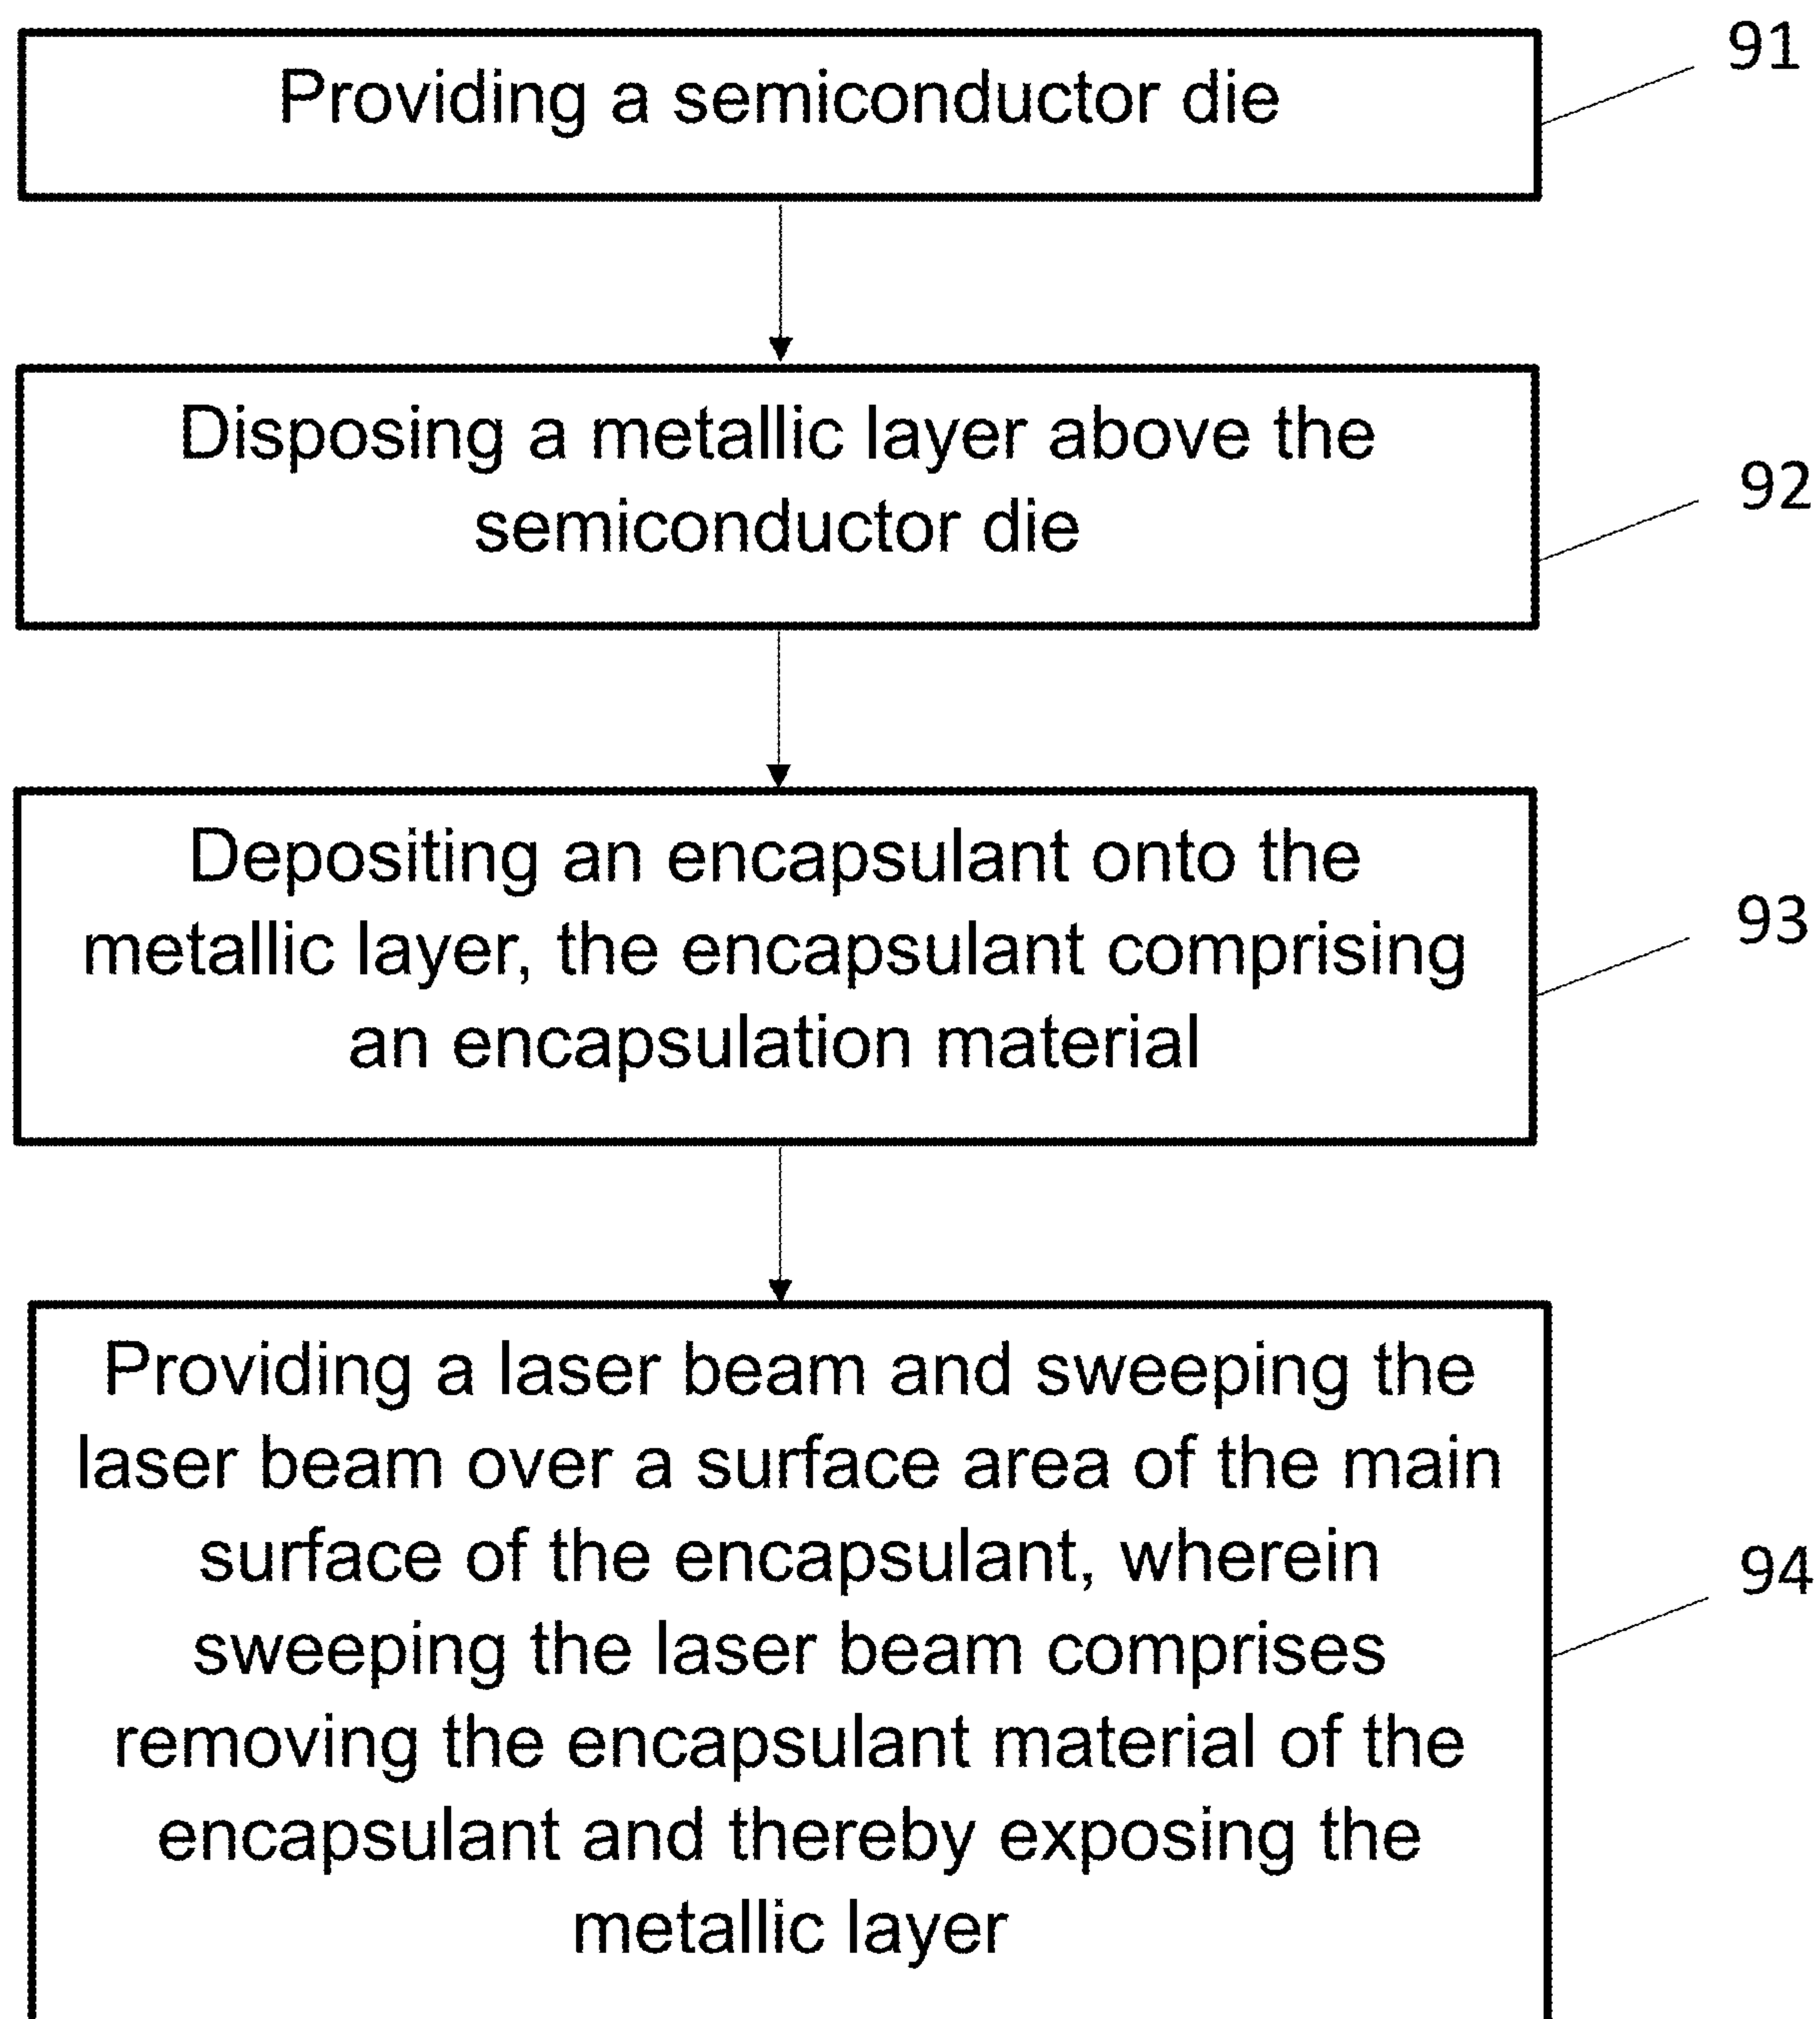 Providing a semiconductor die
91
Disposing a metallic layer above the
semiconductor die
92
Depositing an encapsulant onto the
metallic layer, the encapsulant comprising
an encapsulation material
93
Providing a laser beam and sweeping the
laser beam over a surface area of the main
surface of the encapsulant, wherein
sweeping the laser beam comprises
removing the encapsulant material of the
encapsulant and thereby exposing the
metallic layer
94